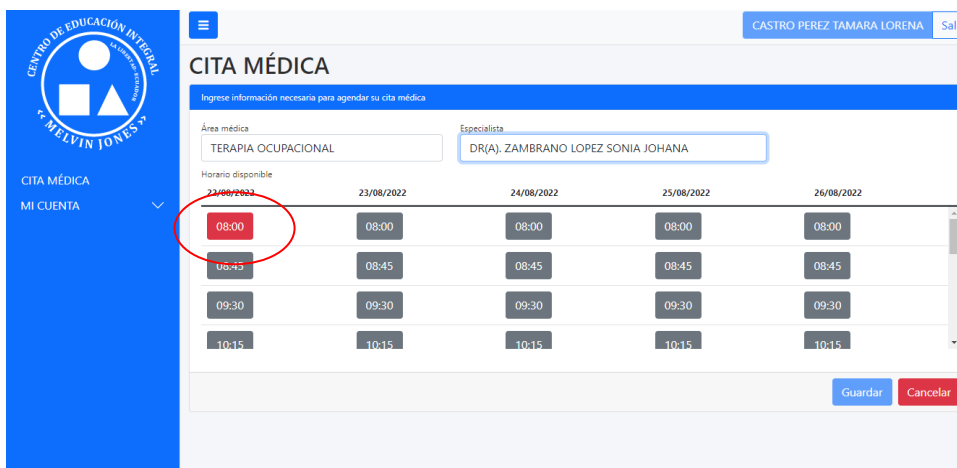 CENTRO DE EDUCACIÓN INTEGRAL
LA LIBERTAD-ECUADOR
«MELVIN JONES»
CASTRO PEREZ TAMARA LORENA Sal
CITA MÉDICA
Ingrese información necesaria para agendar su cita médica
Área médica Especialista
TERAPIA OCUPACIONAL DR(A). ZAMBRANO LOPEZ SONIA JOHANA
CITA MÉDICA
MI CUENTA
Horario disponible
22/08/2022 23/08/2022 24/08/2022 25/08/2022 26/08/2022
08:00 08:00 08:00 08:00 08:00
08:45 08:45 08:45 08:45 08:45
09:30 09:30 09:30 09:30 09:30
10:15 10:15 10:15 10:15 10:15
Guardar Cancelar